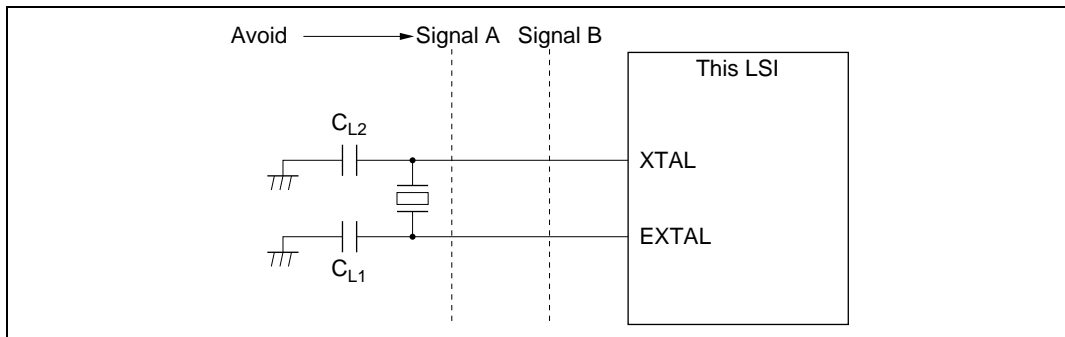 Avoid Signal A Signal B
This LSI
CL2
XTAL
EXTAL
CL1